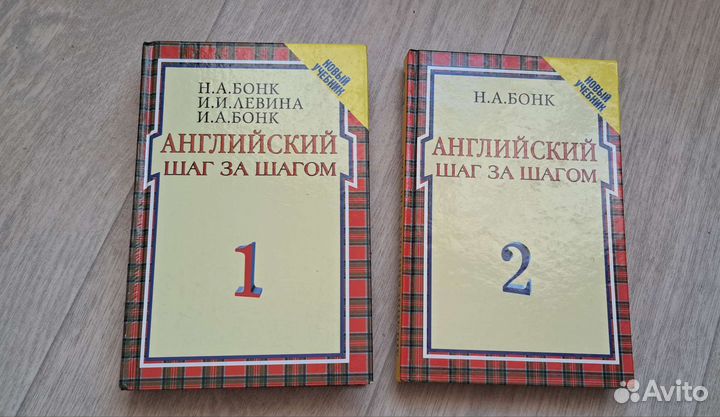 НОВЫЙ
УЧЕБНИК
Н.А.БОНК
И.И.ЛЕВИНА
И.А.БОНК
АНГЛИЙСКИЙ
ШАГ ЗА ШАГОМ
1
НОВЫЙ
УЧЕБНИК
Н.А.БОНК
АНГЛИЙСКИЙ
ШАГ ЗА ШАГОМ
2
Avito